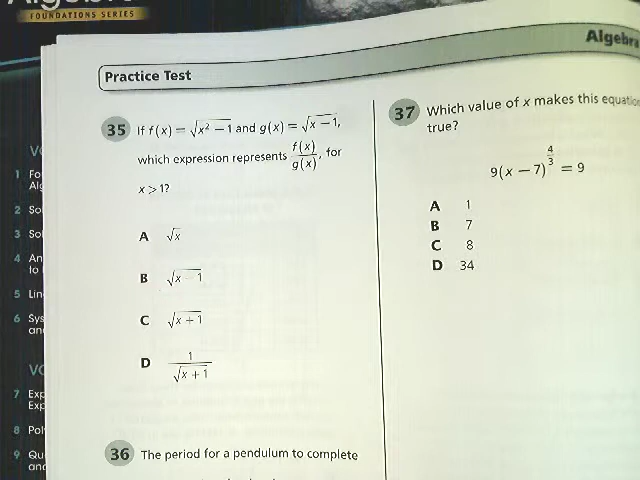 FOUNDATIONS SERIES
Algebra
Practice Test
35 If f(x) = √(x² − 1) and g(x) = √(x − 1),
which expression represents f(x)/g(x), for
x > 1?
A √x
B √(x − 1)
C √(x + 1)
D 1/√(x + 1)
36 The period for a pendulum to complete
37 Which value of x makes this equation
true?
9(x − 7)^(4/3) = 9
A 1
B 7
C 8
D 34
1 Fo
Alg
2 So
3 Sol
4 An
to
5 Lin
6 Sys
an
7 Exp
Exp
8 Pol
9 Qu
and